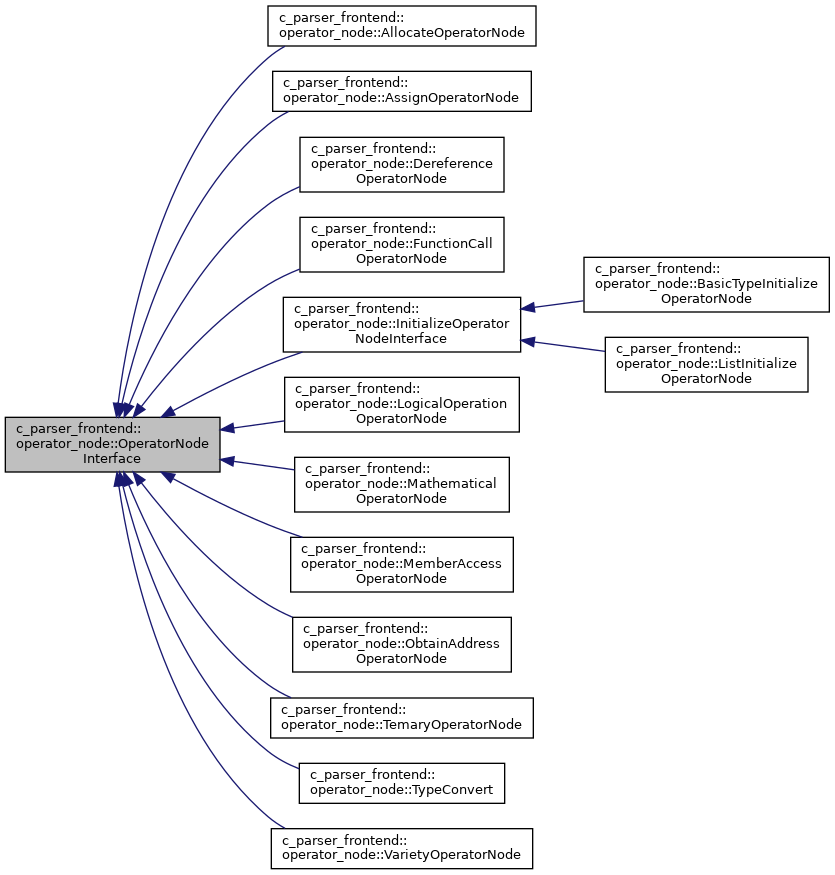 c_parser_frontend::
operator_node::AllocateOperatorNode
c_parser_frontend::
operator_node::AssignOperatorNode
c_parser_frontend::
operator_node::Dereference
OperatorNode
c_parser_frontend::
operator_node::FunctionCall
OperatorNode
c_parser_frontend::
operator_node::BasicTypeInitialize
OperatorNode
c_parser_frontend::
operator_node::InitializeOperator
NodeInterface
c_parser_frontend::
operator_node::ListInitialize
OperatorNode
c_parser_frontend::
operator_node::LogicalOperation
OperatorNode
c_parser_frontend::
operator_node::OperatorNode
Interface
c_parser_frontend::
operator_node::Mathematical
OperatorNode
c_parser_frontend::
operator_node::MemberAccess
OperatorNode
c_parser_frontend::
operator_node::ObtainAddress
OperatorNode
c_parser_frontend::
operator_node::TemaryOperatorNode
c_parser_frontend::
operator_node::TypeConvert
c_parser_frontend::
operator_node::VarietyOperatorNode